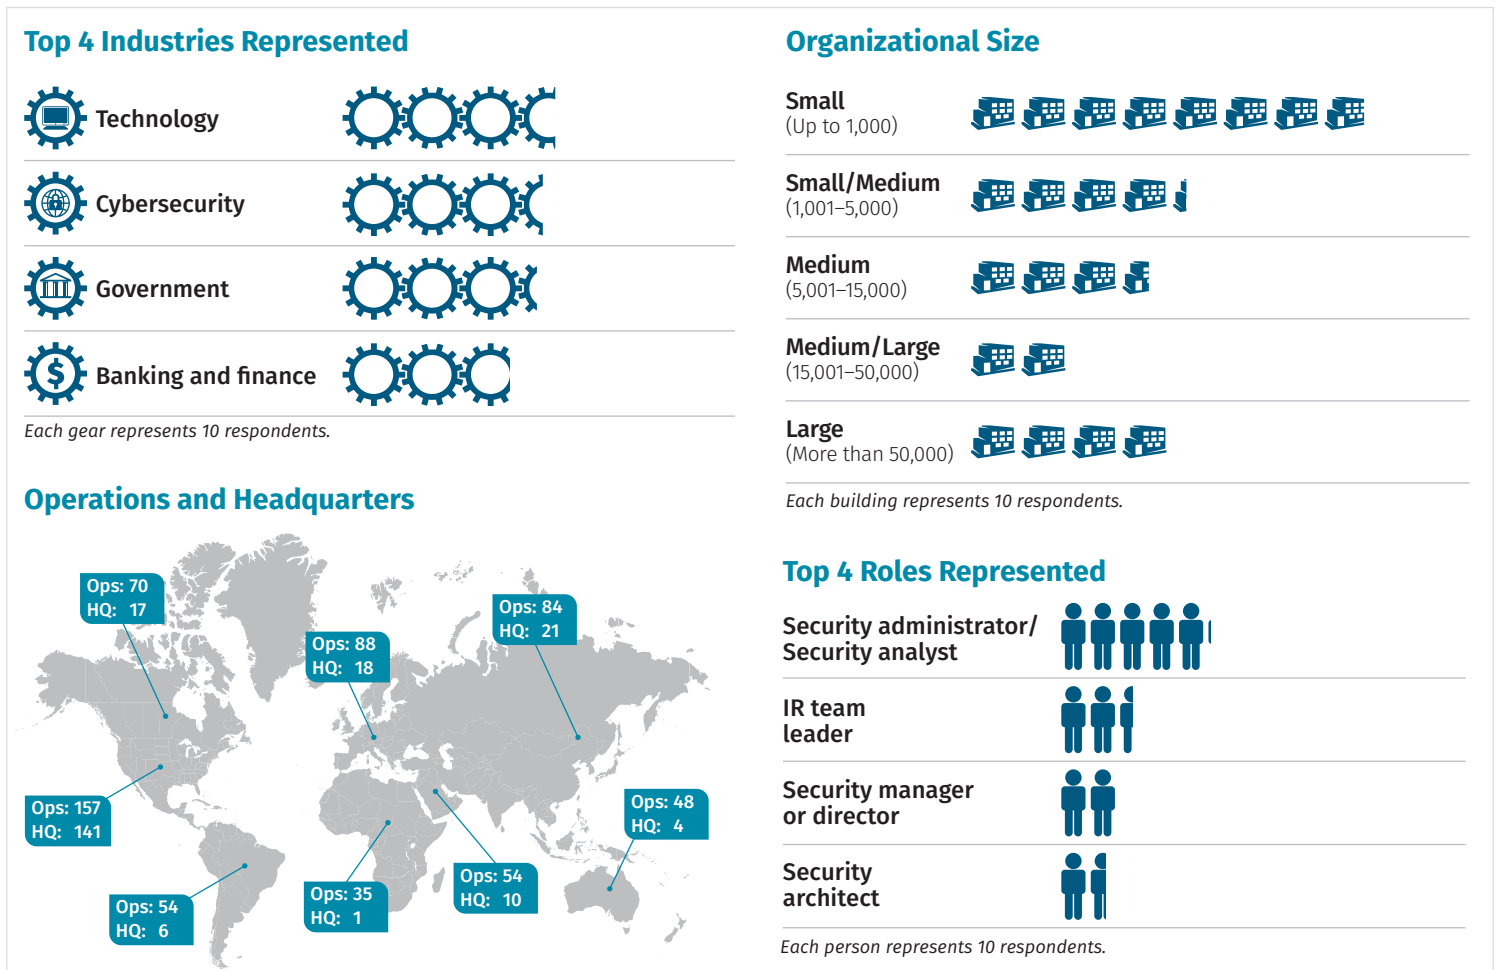 Top 4 Industries Represented
Technology
Cybersecurity
Government
$
Banking and finance
Each gear represents 10 respondents.
Operations and Headquarters
Ops: 70
HQ: 17
Ops: 88
HQ: 18
Ops: 84
HQ: 21
Ops: 157
HQ: 141
Ops: 48
HQ: 4
Ops: 54
HQ: 6
Ops: 35
HQ: 1
Ops: 54
HQ: 10
Organizational Size
Small
(Up to 1,000)
Small/Medium
(1,001–5,000)
Medium
(5,001–15,000)
Medium/Large
(15,001–50,000)
Large
(More than 50,000)
Each building represents 10 respondents.
Top 4 Roles Represented
Security administrator/
Security analyst
IR team
leader
Security manager
or director
Security
architect
Each person represents 10 respondents.